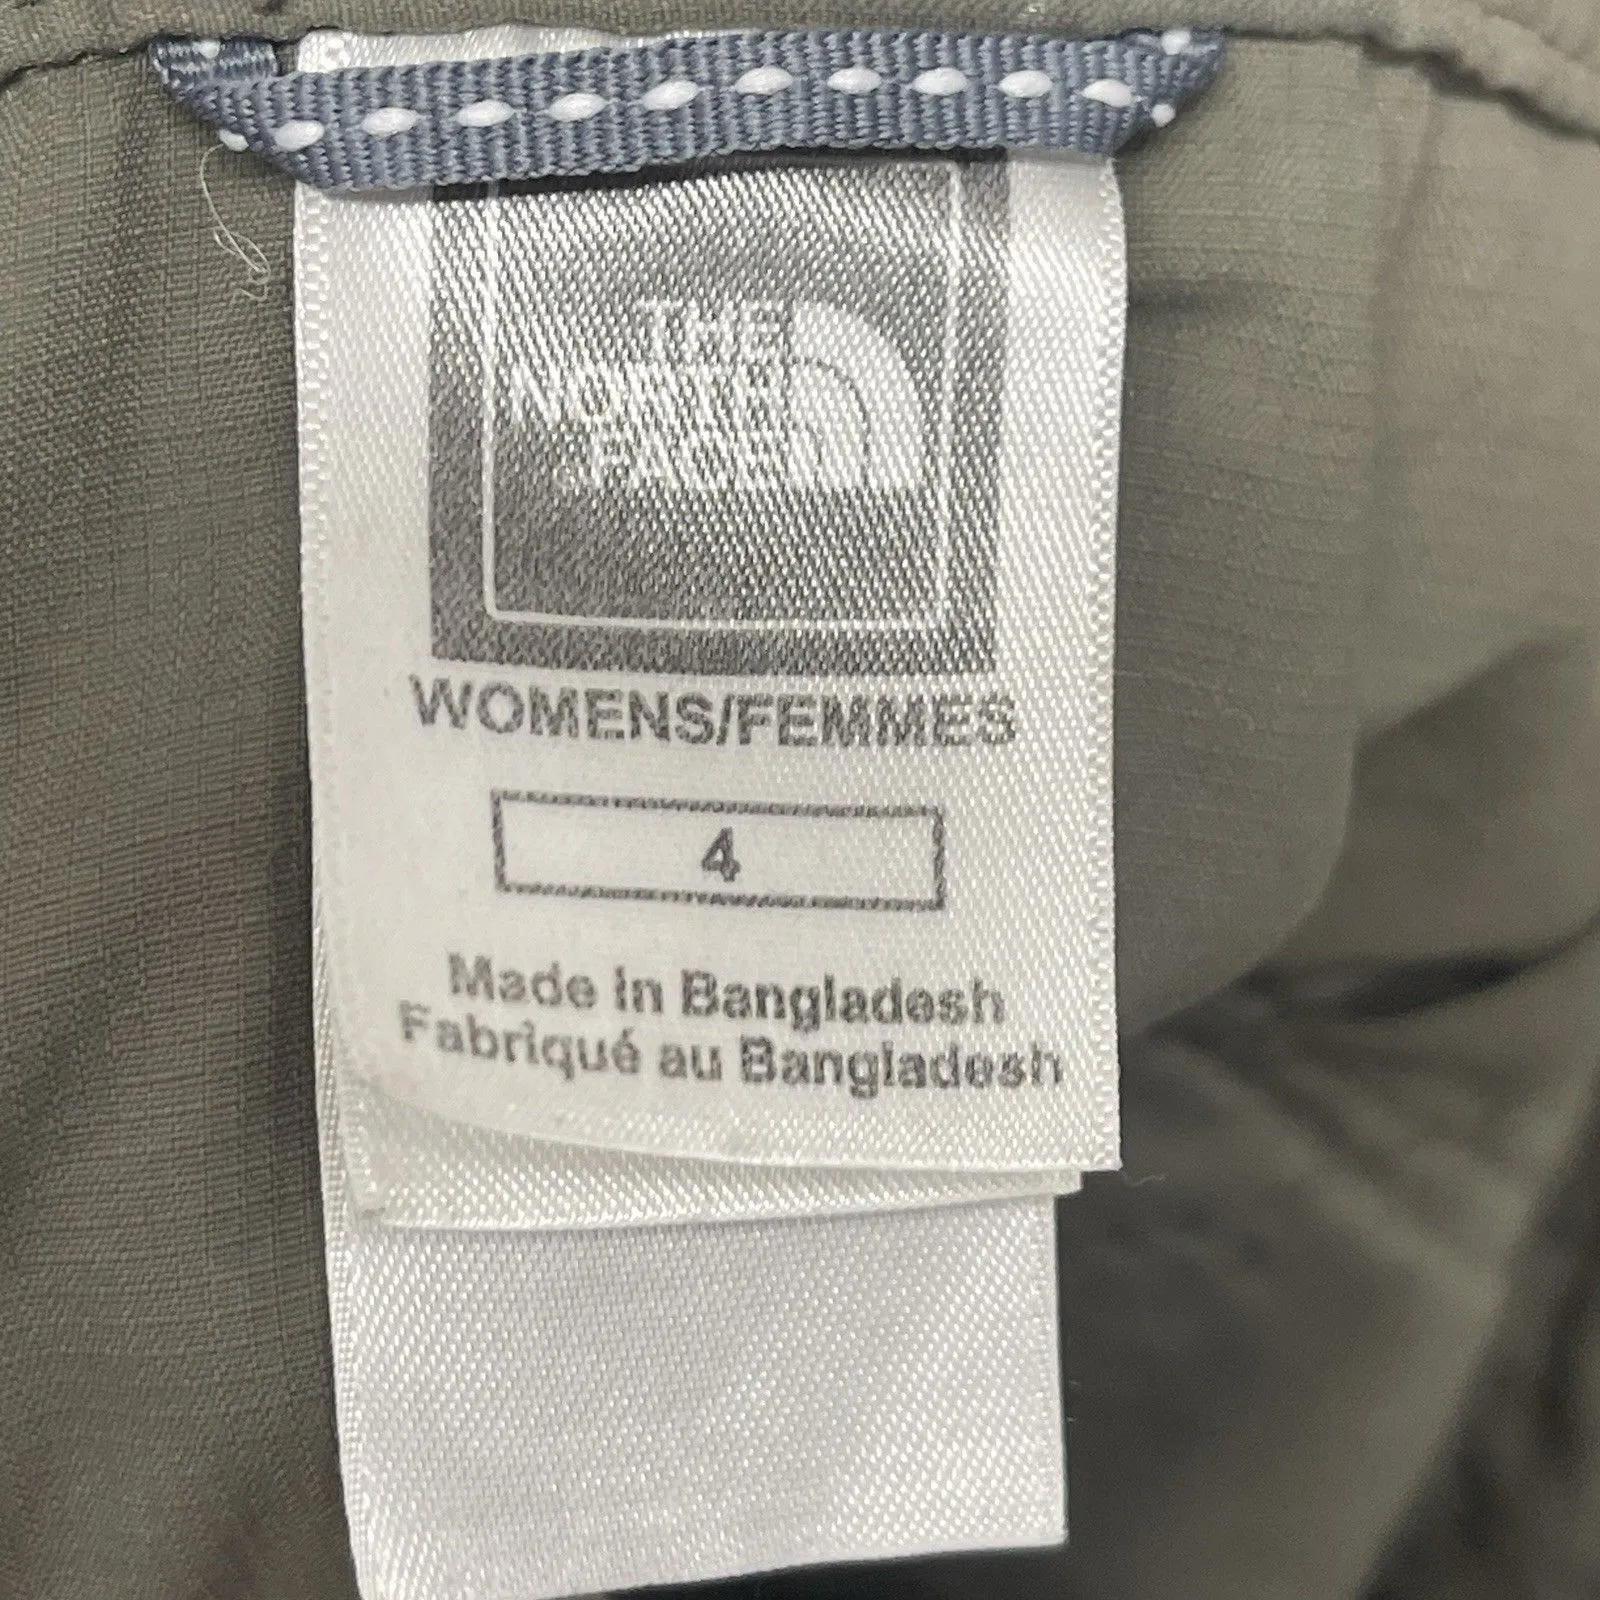 THE
NORTH
FACE
WOMENS/FEMMES
4
Made in Bangladesh
Fabriqué au Bangladesh